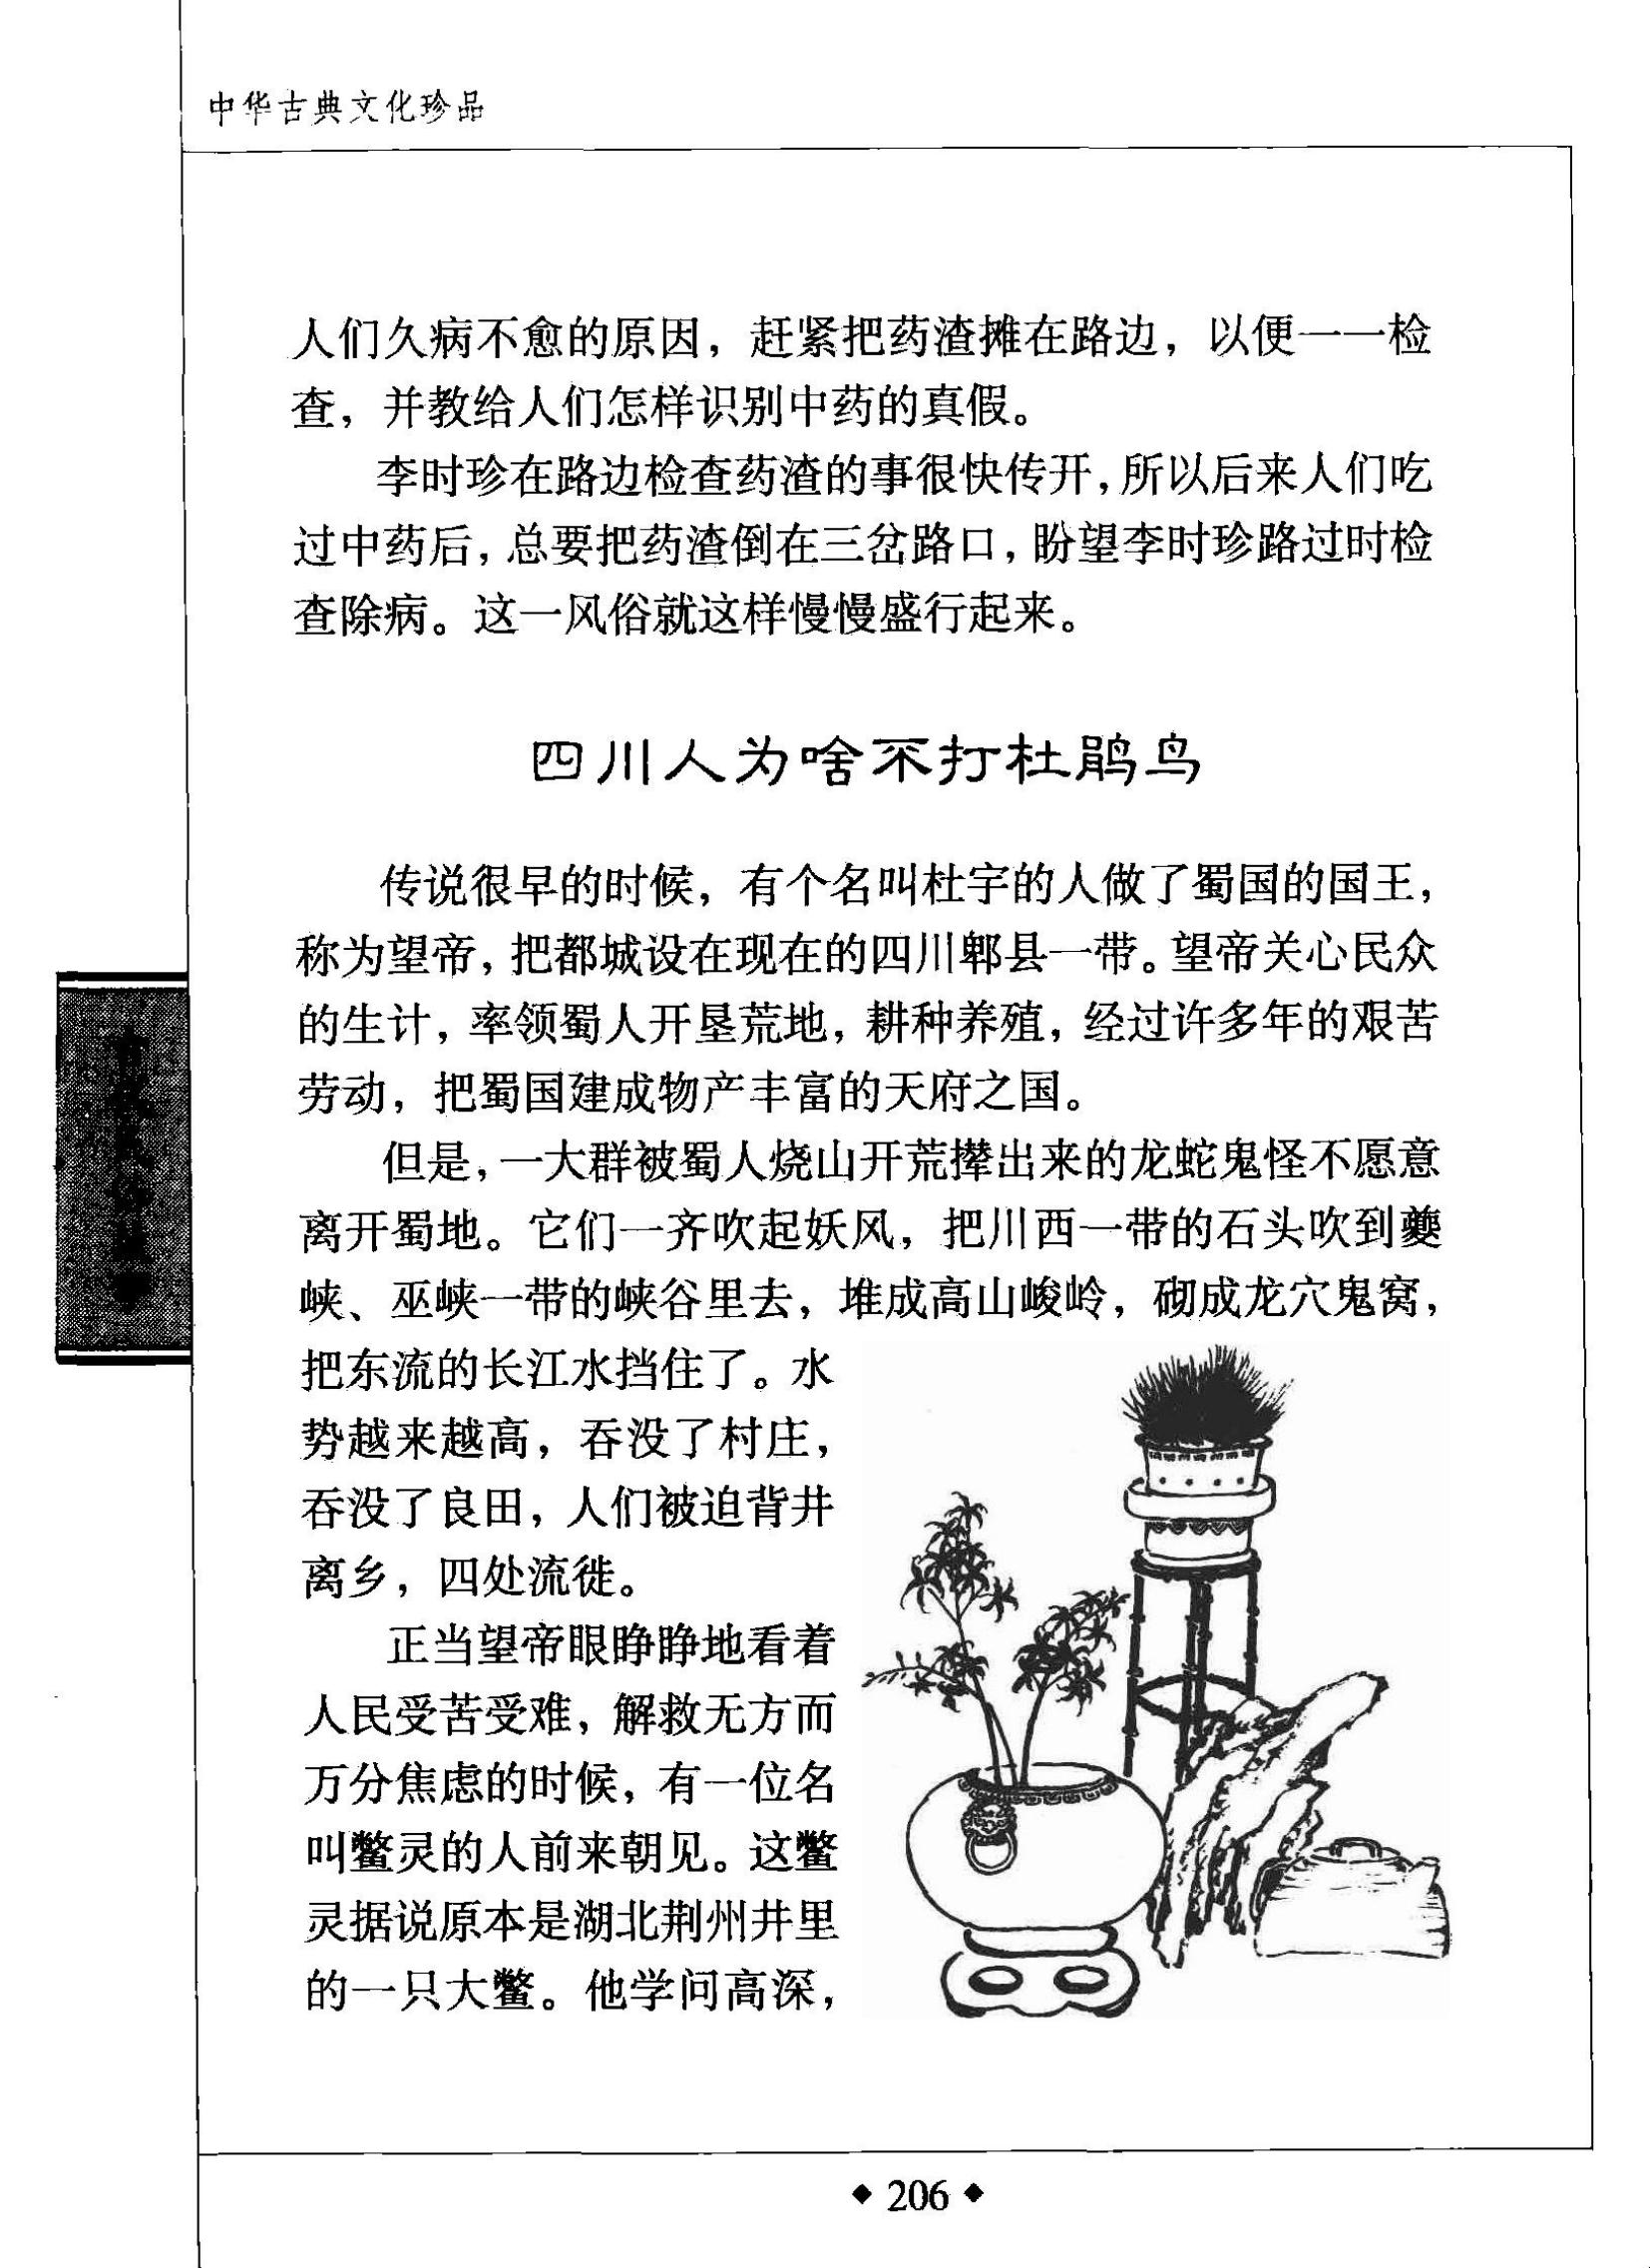 中华古典文化珍品
人们久病不愈的原因，赶紧把药渣摊在路边，以便一一检
查，并教给人们怎样识别中药的真假。
李时珍在路边检查药渣的事很快传开，所以后来人们吃
过中药后，总要把药渣倒在三岔路口，盼望李时珍路过时检
查除病。这一风俗就这样慢慢盛行起来。
四川人为啥不打杜鹃鸟
传说很早的时候，有个名叫杜宇的人做了蜀国的国王，
称为望帝，把都城设在现在的四川郫县一带。望帝关心民众
的生计，率领蜀人开垦荒地，耕种养殖，经过许多年的艰苦
劳动，把蜀国建成物产丰富的天府之国。
但是，一大群被蜀人烧山开荒撵出来的龙蛇鬼怪不愿意
离开蜀地。它们一齐吹起妖风，把川西一带的石头吹到夔
峡、巫峡一带的峡谷里去，堆成高山峻岭，砌成龙穴鬼窝，
把东流的长江水挡住了。水
势越来越高，吞没了村庄，
吞没了良田，人们被迫背井
离乡，四处流徙。
正当望帝眼睁睁地看着
人民受苦受难，解救无方而
万分焦虑的时候，有一位名
叫鳖灵的人前来朝见。这鳖
灵据说原本是湖北荆州井里
的一只大鳖。他学问高深，
◆ 206 ◆